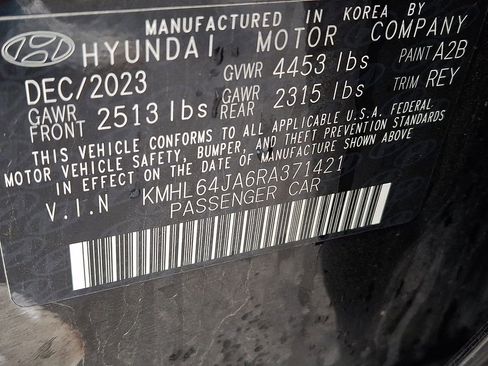 MANUFACTURED IN KOREA BY
HYUNDAI MOTOR COMPANY
DEC/2023 GVWR 4453 lbs PAINT A2B
GAWR FRONT 2513 lbs GAWR REAR 2315 lbs TRIM REY
THIS VEHICLE CONFORMS TO ALL APPLICABLE U.S.A. FEDERAL
MOTOR VEHICLE SAFETY, BUMPER, AND THEFT PREVENTION STANDARDS
IN EFFECT ON THE DATE OF MANUFACTURE SHOWN ABOVE
V.I.N KMHL64JA6RA371421
PASSENGER CAR